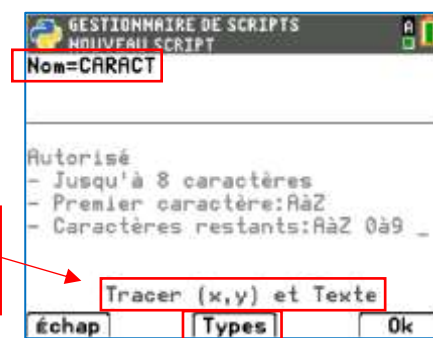 GESTIONNAIRE DE SCRIPTS
NOUVEAU SCRIPT
A
Nom=CARACT
Autorisé
- Jusqu'à 8 caractères
- Premier caractère:AàZ
- Caractères restants:AàZ 0à9 _
Tracer (x,y) et Texte
Échap
Types
Ok